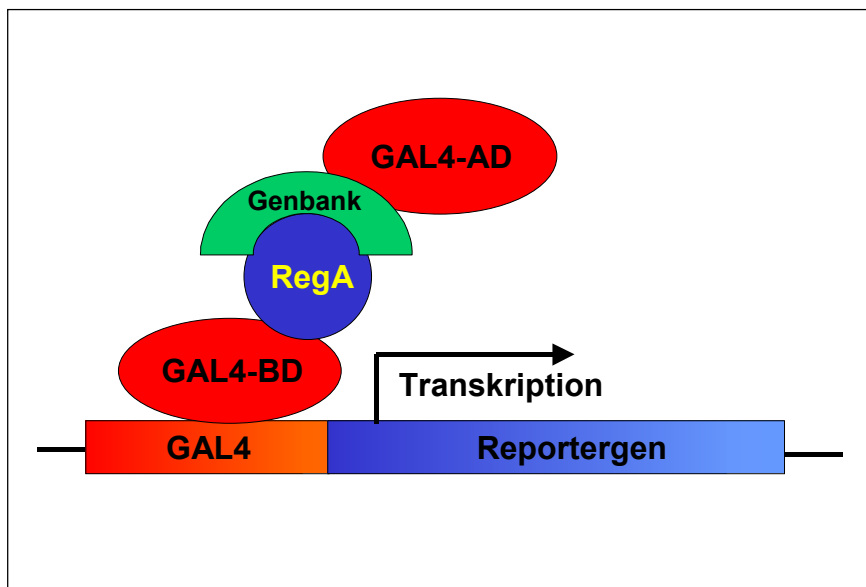 GAL4-AD
Genbank
RegA
GAL4-BD
Transkription
GAL4
Reportergen